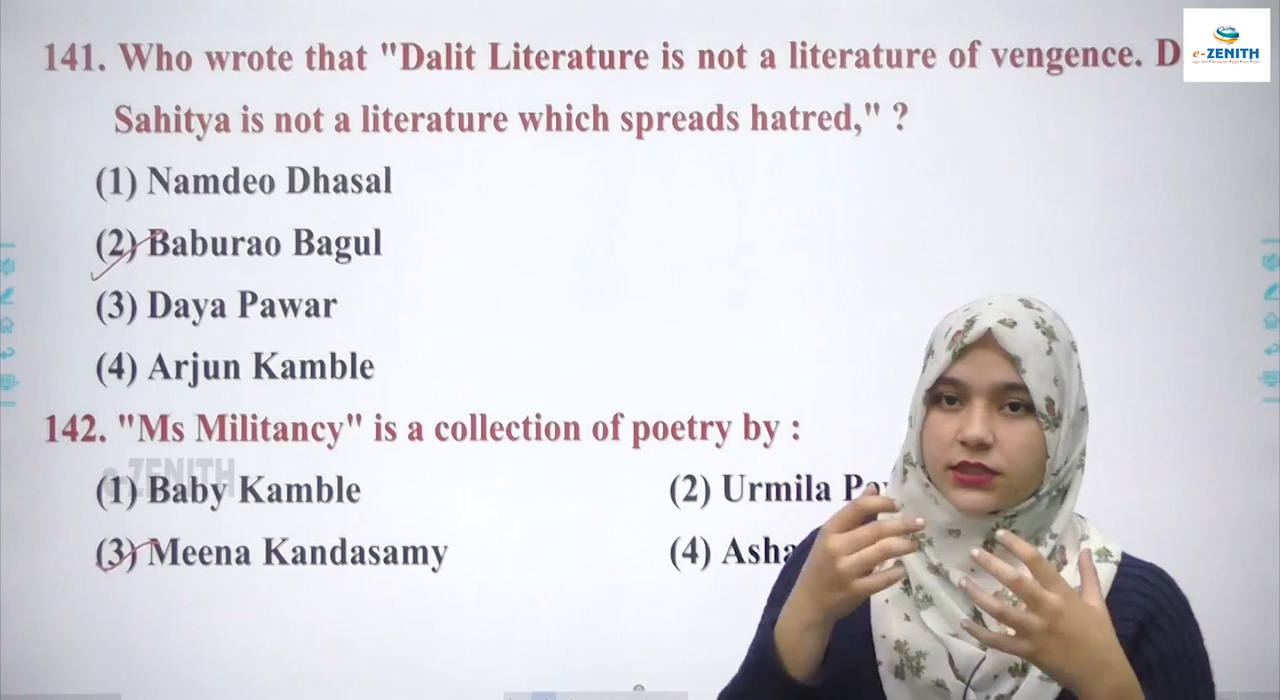 e-ZENITH
141. Who wrote that "Dalit Literature is not a literature of vengence. D
Sahitya is not a literature which spreads hatred," ?
(1) Namdeo Dhasal
(2) Baburao Bagul
(3) Daya Pawar
(4) Arjun Kamble
142. "Ms Militancy" is a collection of poetry by :
e-ZENITH
(1) Baby Kamble
(2) Urmila
(3) Meena Kandasamy
(4) Asha